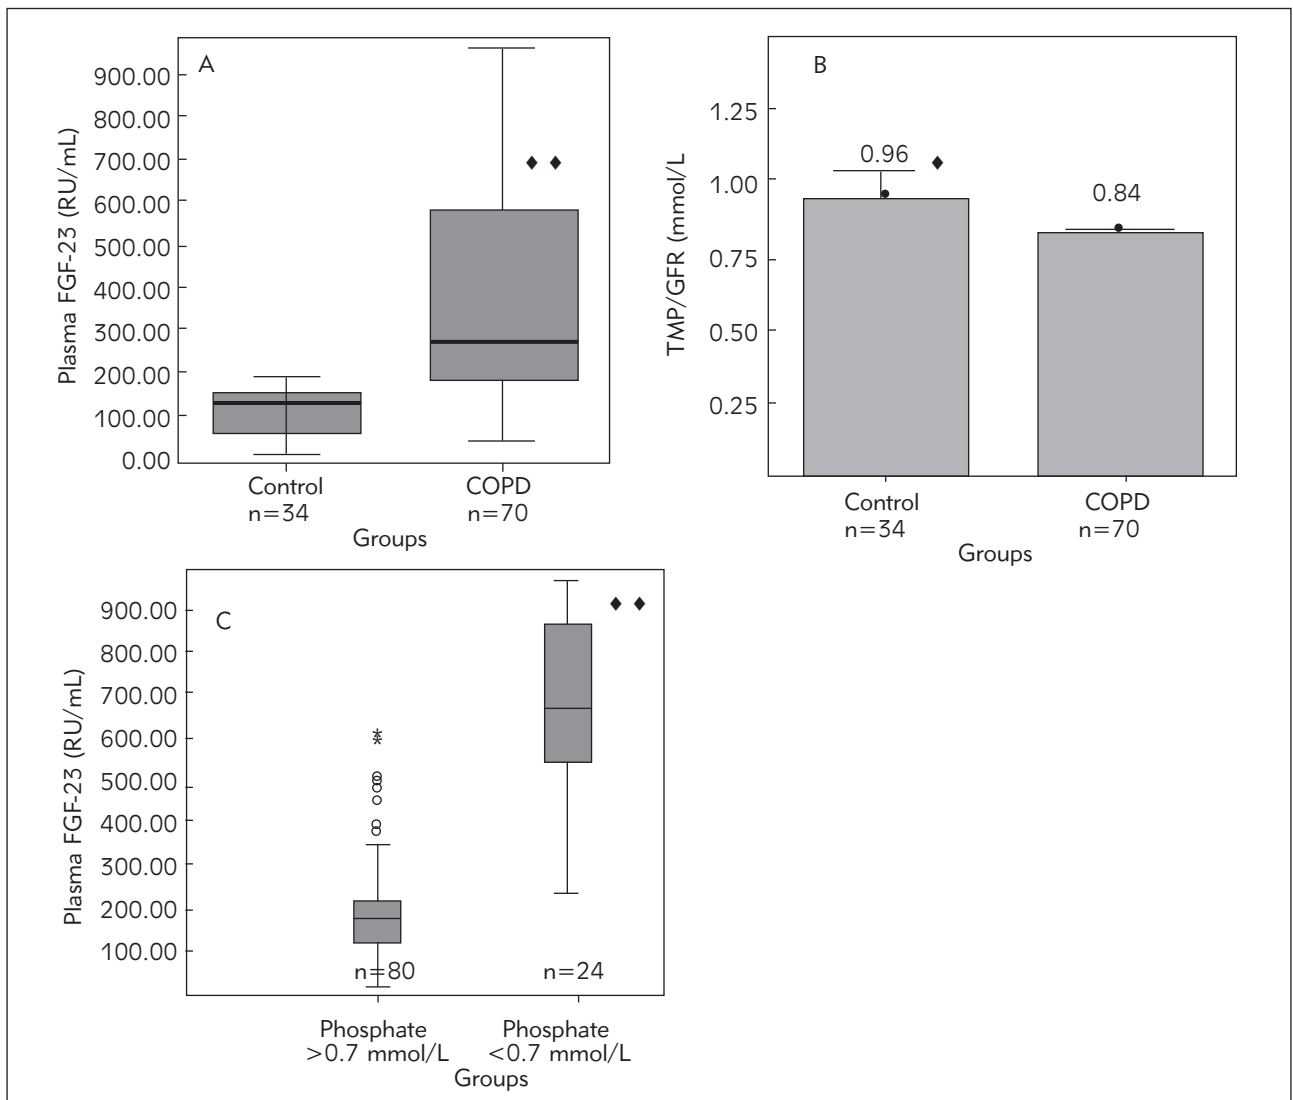 A
Plasma FGF-23 (RU/mL)
900.00
800.00
700.00
600.00
500.00
400.00
300.00
200.00
100.00
0.00
Control
n=34
COPD
n=70
Groups
B
TMP/GFR (mmol/L
1.25
1.00
0.75
0.50
0.25
0.96
0.84
Control
n=34
COPD
n=70
Groups
C
Plasma FGF-23 (RU/mL)
900.00
800.00
700.00
600.00
500.00
400.00
300.00
200.00
100.00
n=80
n=24
Phosphate
>0.7 mmol/L
Phosphate
<0.7 mmol/L
Groups